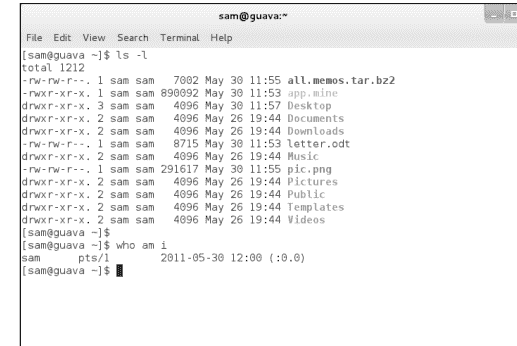 sam@guava:~
File Edit View Search Terminal Help
[sam@guava ~]$ ls -l
total 1212
-rw-rw-r--. 1 sam sam   7002 May 30 11:55 all.memos.tar.bz2
-rwxr-xr-x. 1 sam sam 890092 May 30 11:53 app.mine
drwxr-xr-x. 3 sam sam   4096 May 30 11:57 Desktop
drwxr-xr-x. 2 sam sam   4096 May 26 19:44 Documents
drwxr-xr-x. 2 sam sam   4096 May 26 19:44 Downloads
-rw-rw-r--. 1 sam sam   8715 May 30 11:53 letter.odt
drwxr-xr-x. 2 sam sam   4096 May 26 19:44 Music
-rw-rw-r--. 1 sam sam 291617 May 30 11:55 pic.png
drwxr-xr-x. 2 sam sam   4096 May 26 19:44 Pictures
drwxr-xr-x. 2 sam sam   4096 May 26 19:44 Public
drwxr-xr-x. 2 sam sam   4096 May 26 19:44 Templates
drwxr-xr-x. 2 sam sam   4096 May 26 19:44 Videos
[sam@guava ~]$
[sam@guava ~]$ who am i
sam      pts/1        2011-05-30 12:00 (:0.0)
[sam@guava ~]$